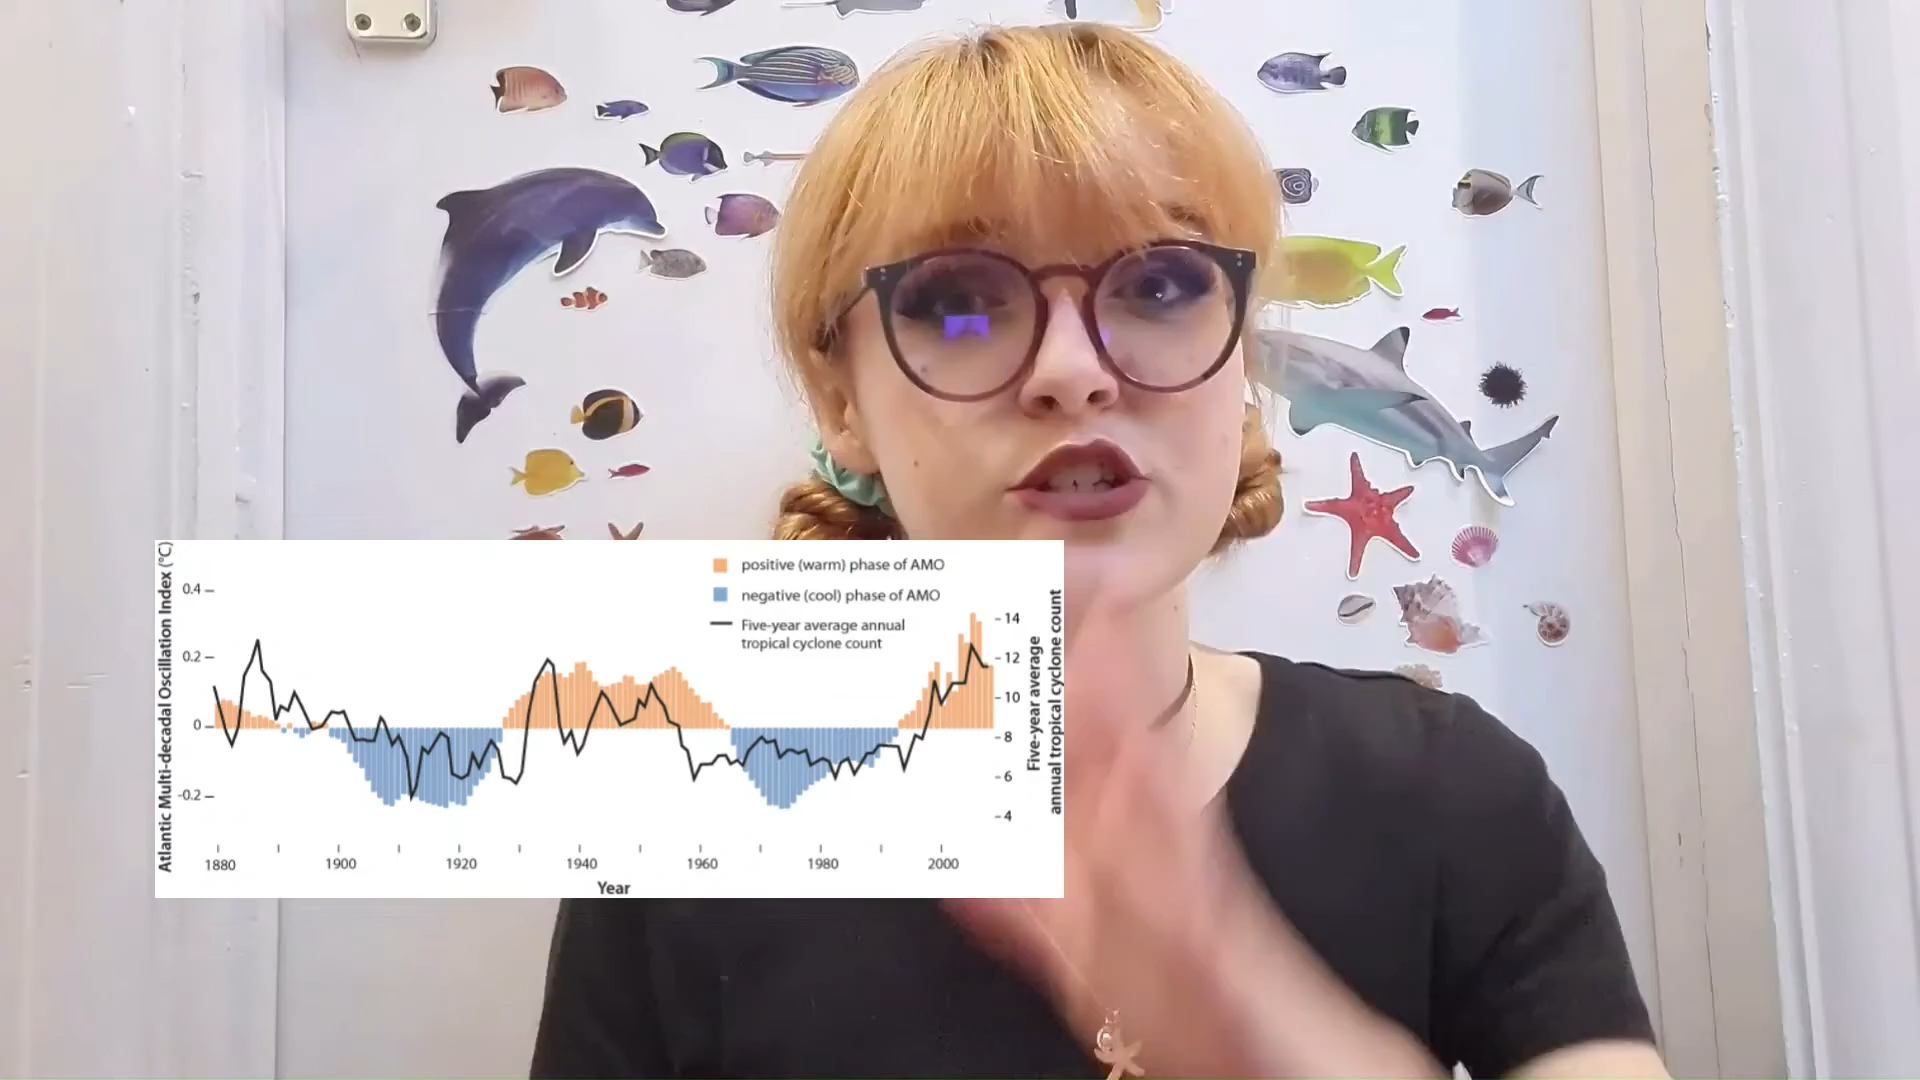 Atlantic Multi-decadal Oscillation Index (°C)
0.4
0.2
0
-0.2
positive (warm) phase of AMO
negative (cool) phase of AMO
Five-year average annual
tropical cyclone count
14
12
10
8
6
4
Five-year average
annual tropical cyclone count
1880 1900 1920 1940 1960 1980 2000
Year